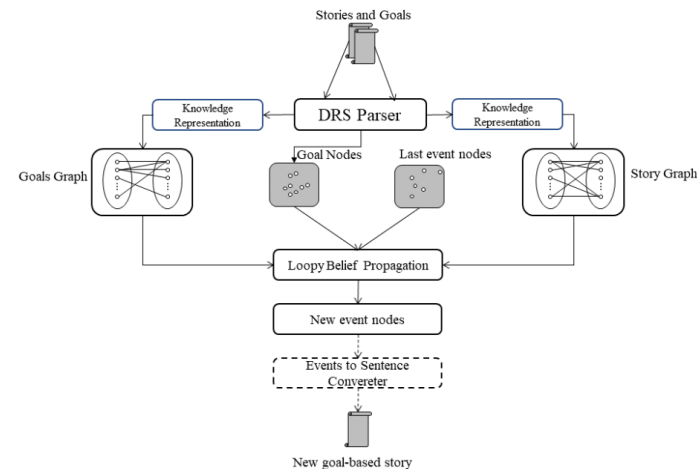 Stories and Goals
Knowledge
Representation
DRS Parser
Knowledge
Representation
Goals Graph
Goal Nodes
Last event nodes
Story Graph
Loopy Belief Propagation
New event nodes
Events to Sentence
Convereter
New goal-based story